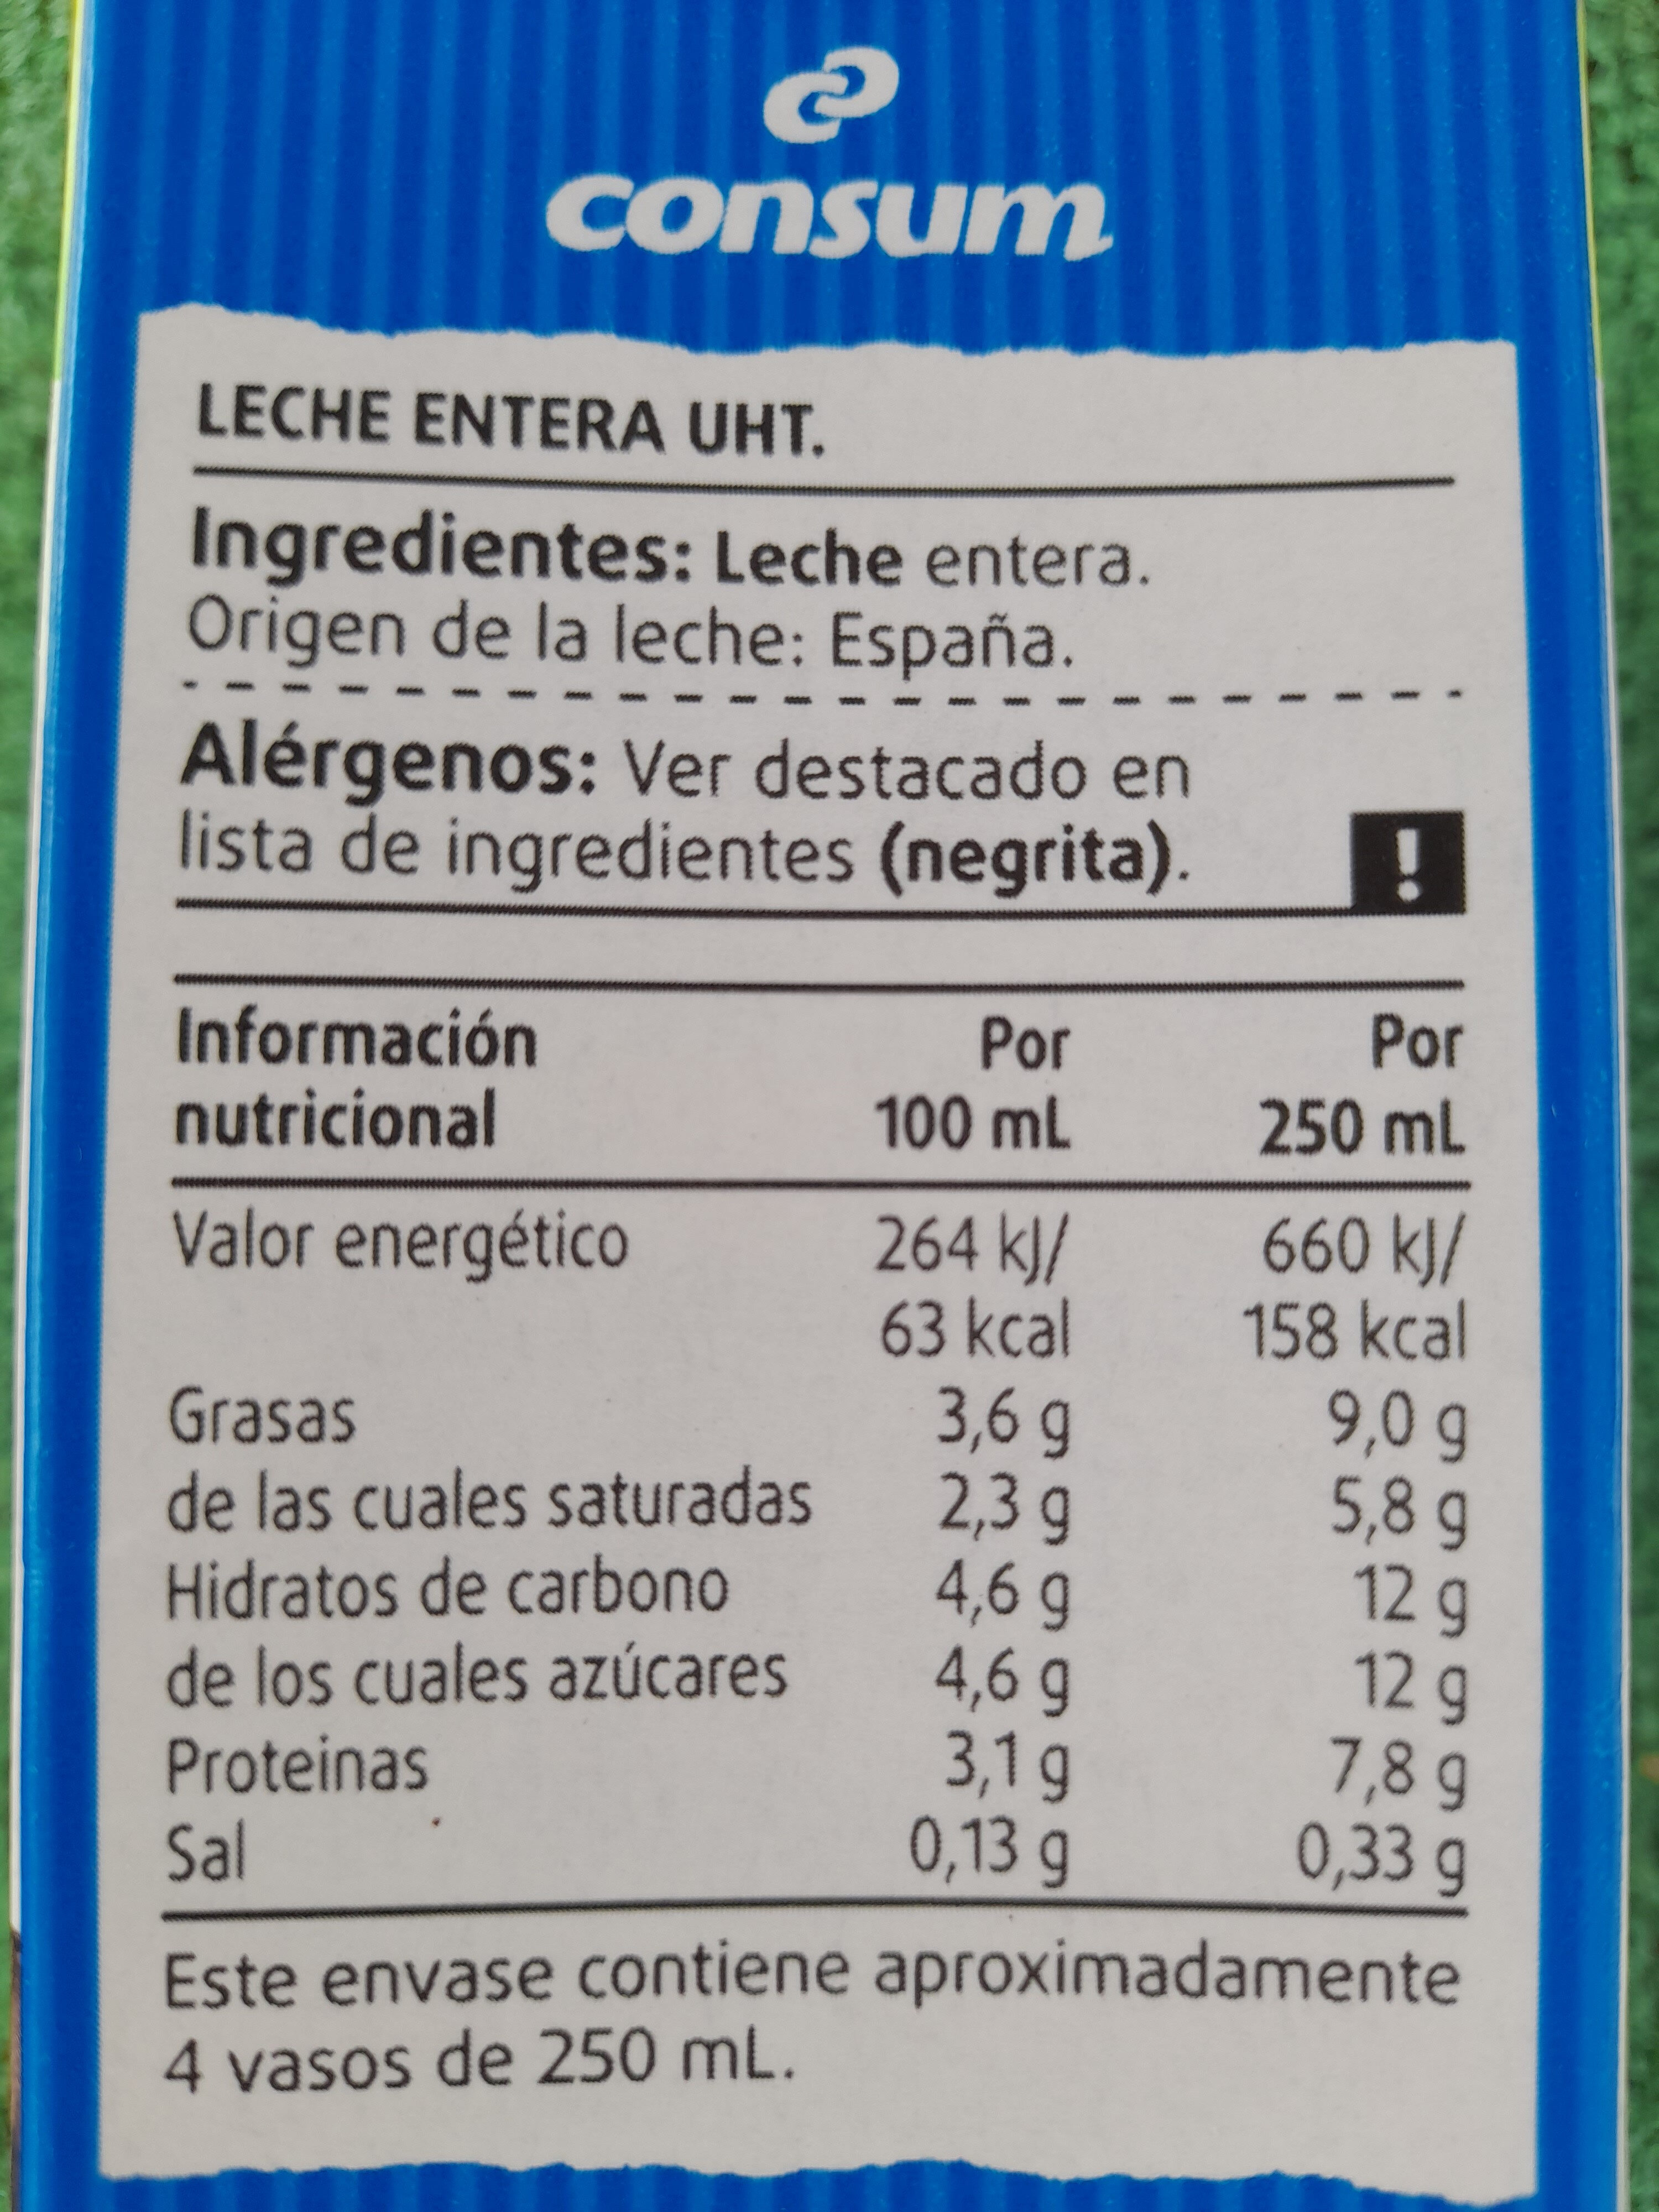 consum
LECHE ENTERA UHT.
Ingredientes: Leche entera.
Origen de la leche: España.
Alérgenos: Ver destacado en
lista de ingredientes (negrita).
!
Información Por Por
nutricional 100 mL 250 mL
Valor energético 264 kJ/ 660 kJ/
63 kcal 158 kcal
Grasas 3,6 g 9,0 g
de las cuales saturadas 2,3 g 5,8 g
Hidratos de carbono 4,6 g 12 g
de los cuales azúcares 4,6 g 12 g
Proteinas 3,1 g 7,8 g
Sal 0,13 g 0,33 g
Este envase contiene aproximadamente
4 vasos de 250 mL.